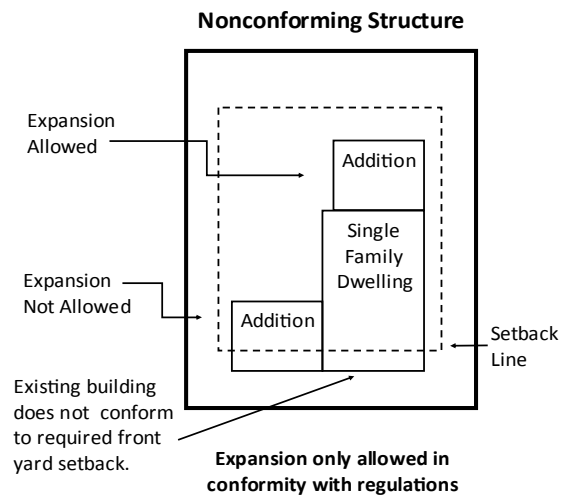 Nonconforming Structure
Expansion
Allowed
Addition
Single
Family
Dwelling
Expansion
Not Allowed
Addition
Setback
Line
Existing building
does not  conform
to required front
yard setback.
Expansion only allowed in
conformity with regulations